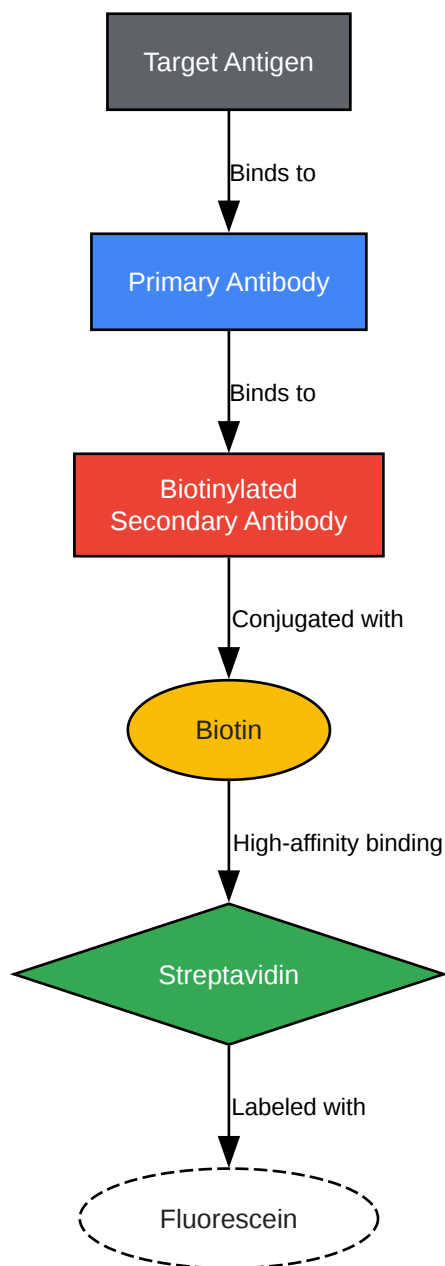 Target Antigen
Binds to
Primary Antibody
Binds to
Biotinylated
Secondary Antibody
Conjugated with
Biotin
High-affinity binding
Streptavidin
Labeled with
Fluorescein